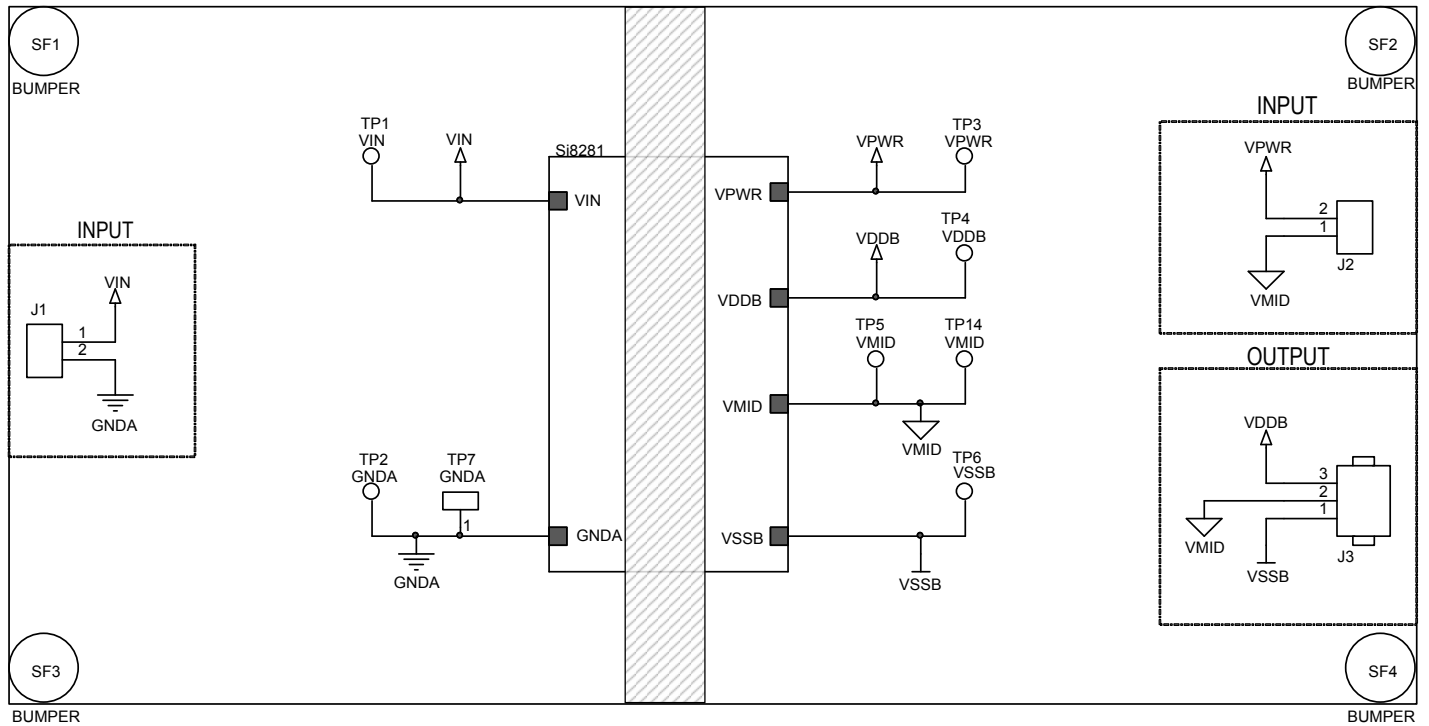 SF1
BUMPER
SF2
BUMPER
INPUT
VIN
J1
1
2
GNDA
TP1
VIN
VIN
TP2
GNDA
TP7
GNDA
1
GNDA
Si8281
VIN
GNDA
VPWR
VDDB
VMID
VSSB
VPWR
TP3
VPWR
VDDB
TP4
VDDB
TP5
VMID
TP14
VMID
VMID
TP6
VSSB
VSSB
INPUT
VPWR
2
1
J2
VMID
OUTPUT
VDDB
3
2
1
VMID
VSSB
J3
SF3
BUMPER
SF4
BUMPER